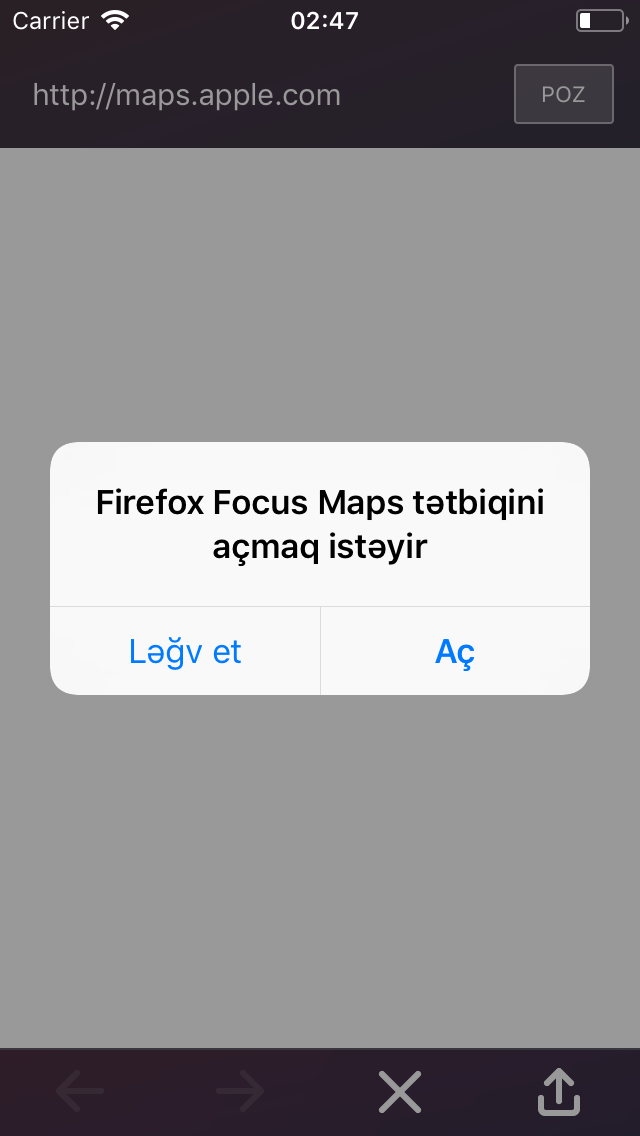 Carrier 02:47
http://maps.apple.com POZ
Firefox Focus Maps tətbiqini
açmaq istəyir
Ləğv et Aç